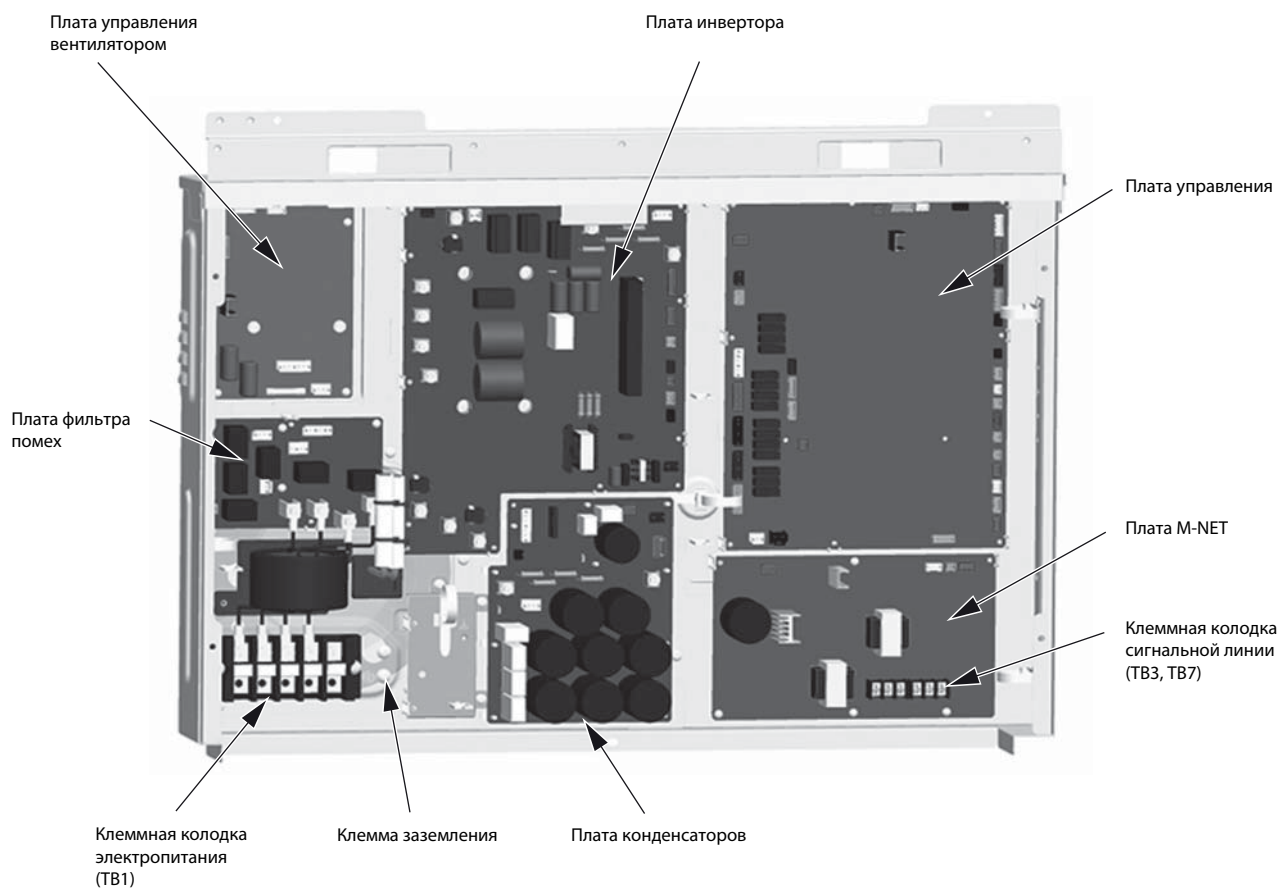 Плата управления
вентилятором
Плата инвертора
Плата управления
Плата фильтра
помех
Плата M-NET
Клеммная колодка
сигнальной линии
(TB3, TB7)
Клеммная колодка
электропитания
(TB1)
Клемма заземления
Плата конденсаторов